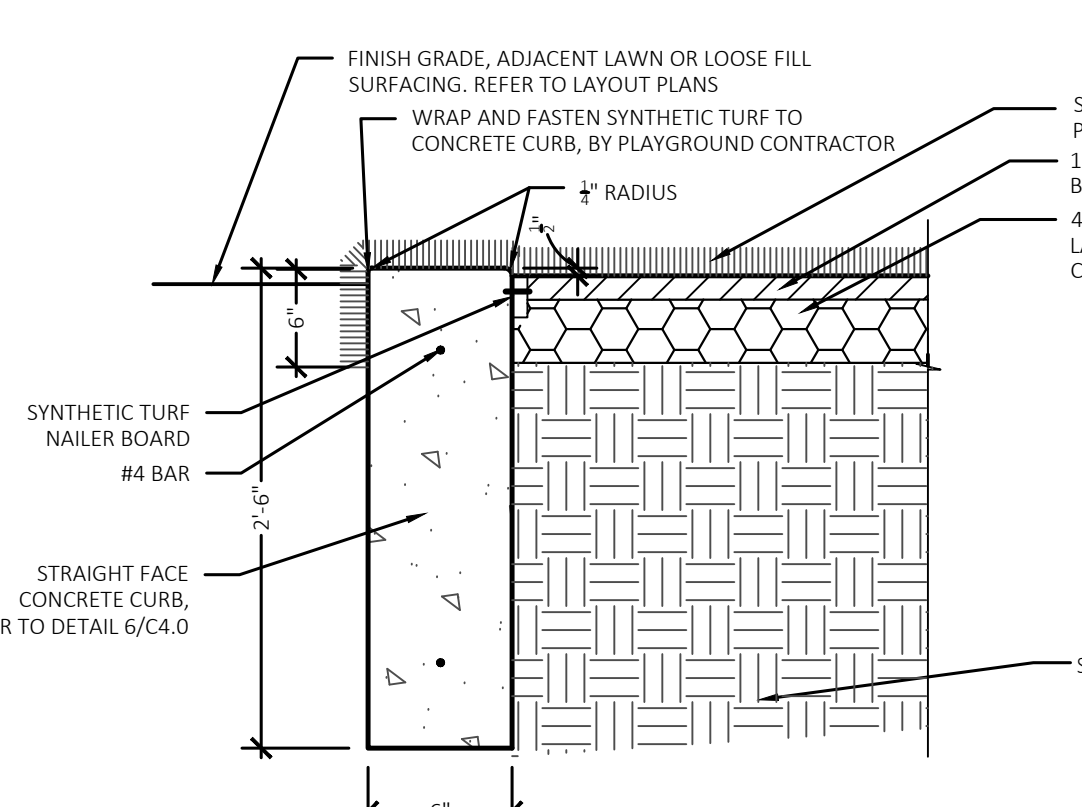 FINISH GRADE, ADJACENT LAWN OR LOOSE FILL
SURFACING. REFER TO LAYOUT PLANS
WRAP AND FASTEN SYNTHETIC TURF TO
CONCRETE CURB, BY PLAYGROUND CONTRACTOR
1/4" RADIUS
1/2"
6"
SYNTHETIC TURF
NAILER BOARD
#4 BAR
2'-6"
STRAIGHT FACE
CONCRETE CURB,
TO DETAIL 6/C4.0
6"